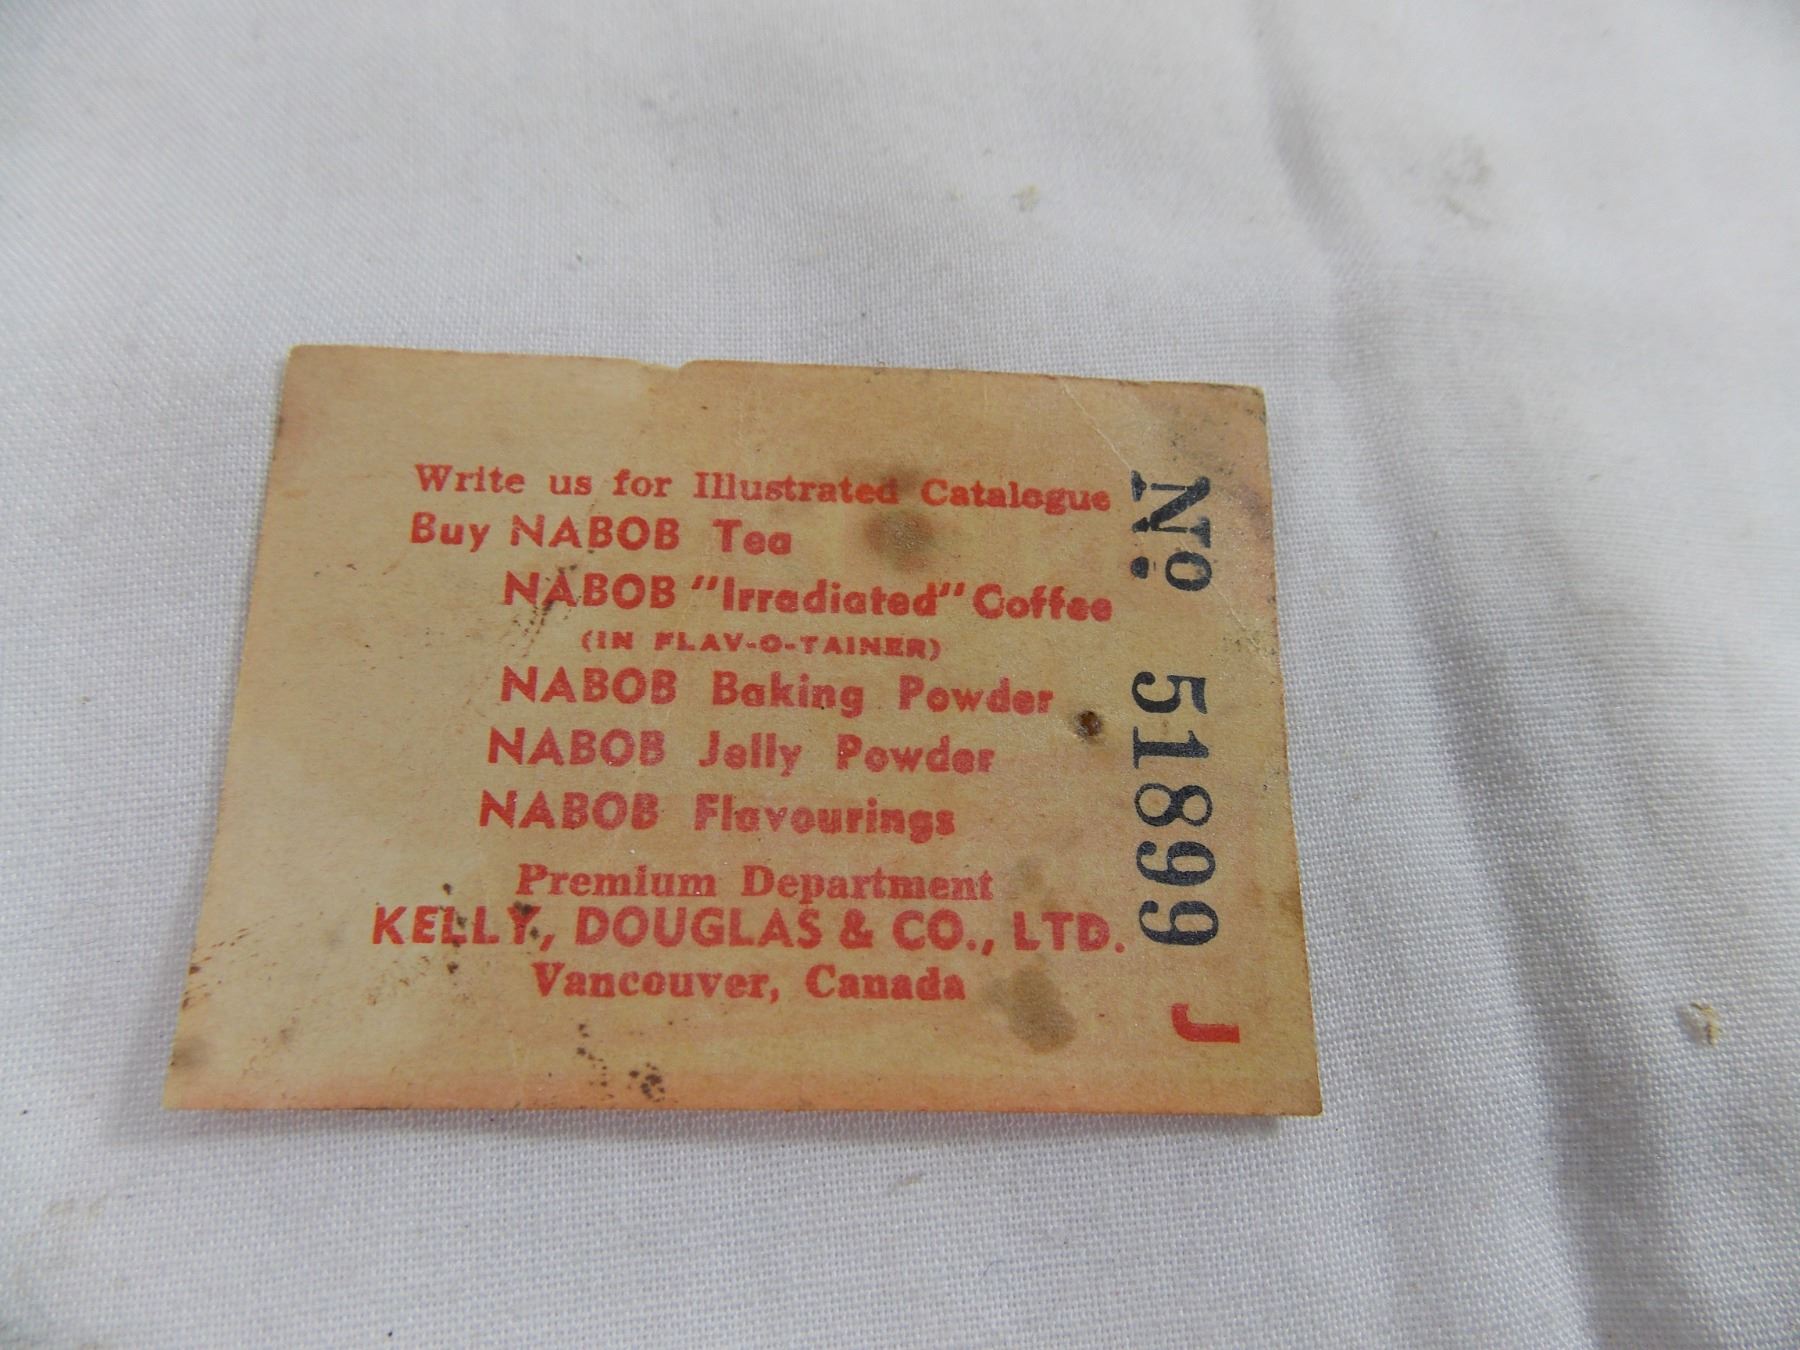 Write us for Illustrated Catalogue
Buy NABOB Tea
NABOB "Irradiated" Coffee
(IN FLAV-O-TAINER)
NABOB Baking Powder
NABOB Jelly Powder
NABOB Flavourings
Premium Department
KELLY, DOUGLAS & CO., LTD.
Vancouver, Canada
No. 51899 J